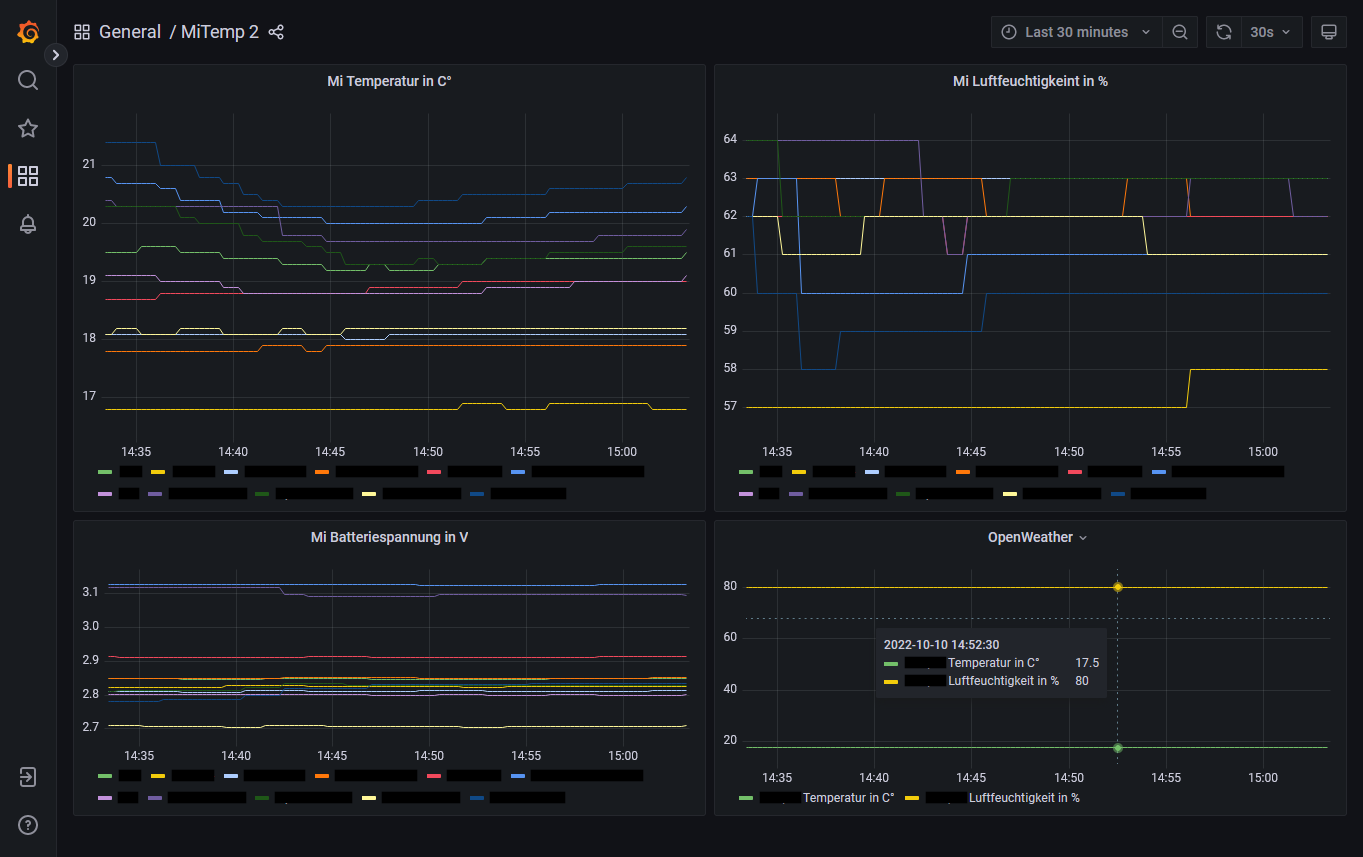 General / MiTemp 2
Last 30 minutes
30s
Mi Temperatur in C°
21
20
19
18
17
14:35 14:40 14:45 14:50 14:55 15:00
Mi Luftfeuchtigkeint in %
64
63
62
61
60
59
58
57
14:35 14:40 14:45 14:50 14:55 15:00
Mi Batteriespannung in V
3.1
3.0
2.9
2.8
2.7
14:35 14:40 14:45 14:50 14:55 15:00
OpenWeather
80
60
40
20
2022-10-10 14:52:30
Temperatur in C° 17.5
Luftfeuchtigkeit in % 80
14:35 14:40 14:45 14:50 14:55 15:00
Temperatur in C° Luftfeuchtigkeit in %